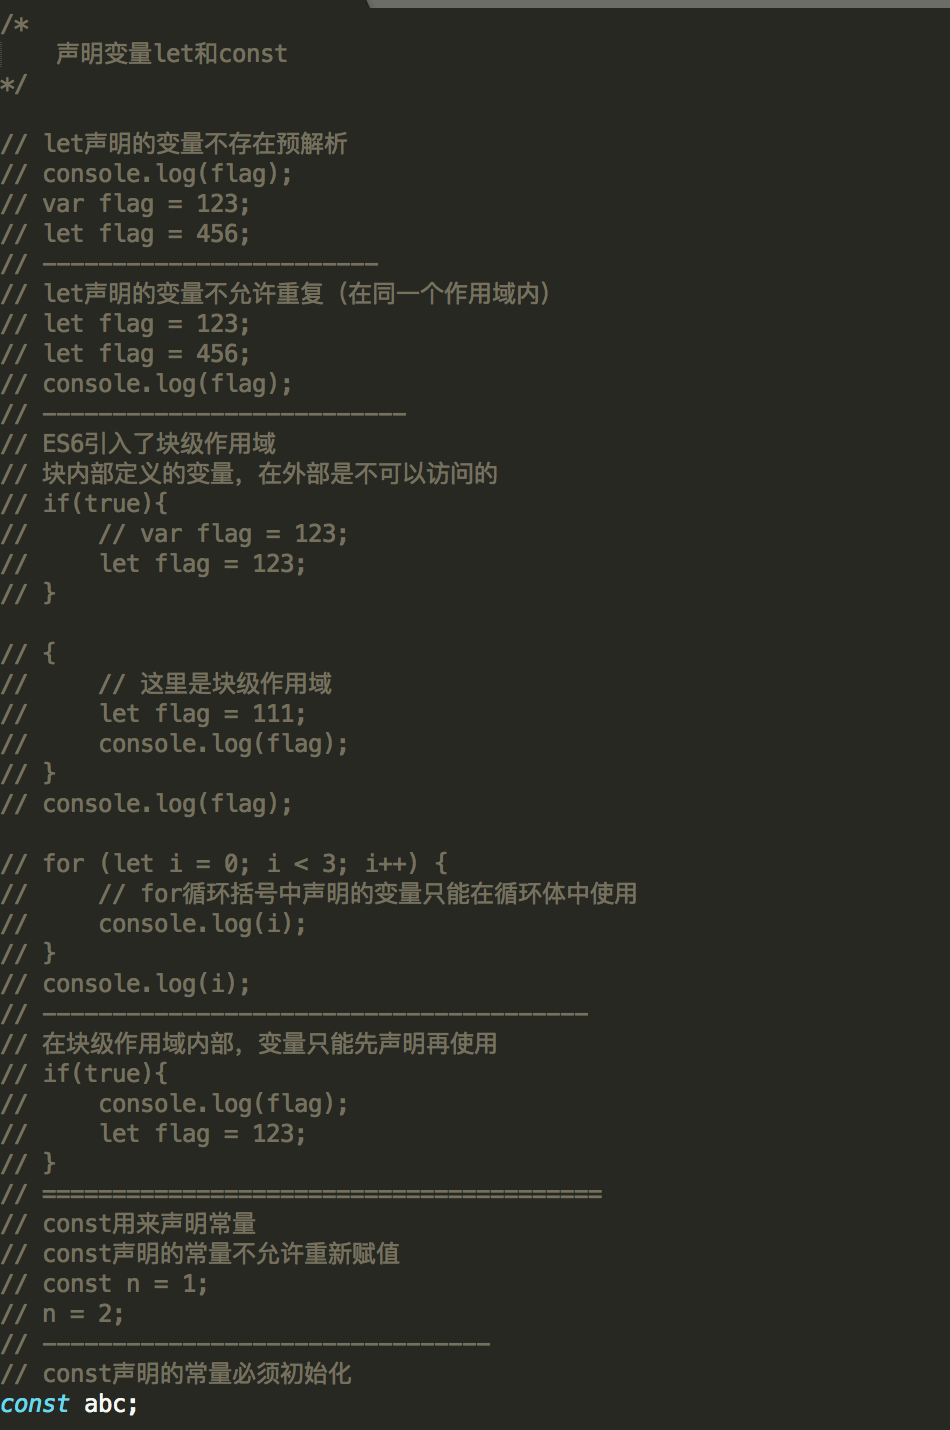 /*
    声明变量let和const
*/

// let声明的变量不存在预解析
// console.log(flag);
// var flag = 123;
// let flag = 456;
// ------------------------
// let声明的变量不允许重复（在同一个作用域内）
// let flag = 123;
// let flag = 456;
// console.log(flag);
// --------------------------
// ES6引入了块级作用域
// 块内部定义的变量，在外部是不可以访问的
// if(true){
//     // var flag = 123;
//     let flag = 123;
// }

// {
//     // 这里是块级作用域
//     let flag = 111;
//     console.log(flag);
// }
// console.log(flag);

// for (let i = 0; i < 3; i++) {
//     // for循环括号中声明的变量只能在循环体中使用
//     console.log(i);
// }
// console.log(i);
// ---------------------------------------
// 在块级作用域内部，变量只能先声明再使用
// if(true){
//     console.log(flag);
//     let flag = 123;
// }
// ========================================
// const用来声明常量
// const声明的常量不允许重新赋值
// const n = 1;
// n = 2;
// --------------------------------
// const声明的常量必须初始化
const abc;